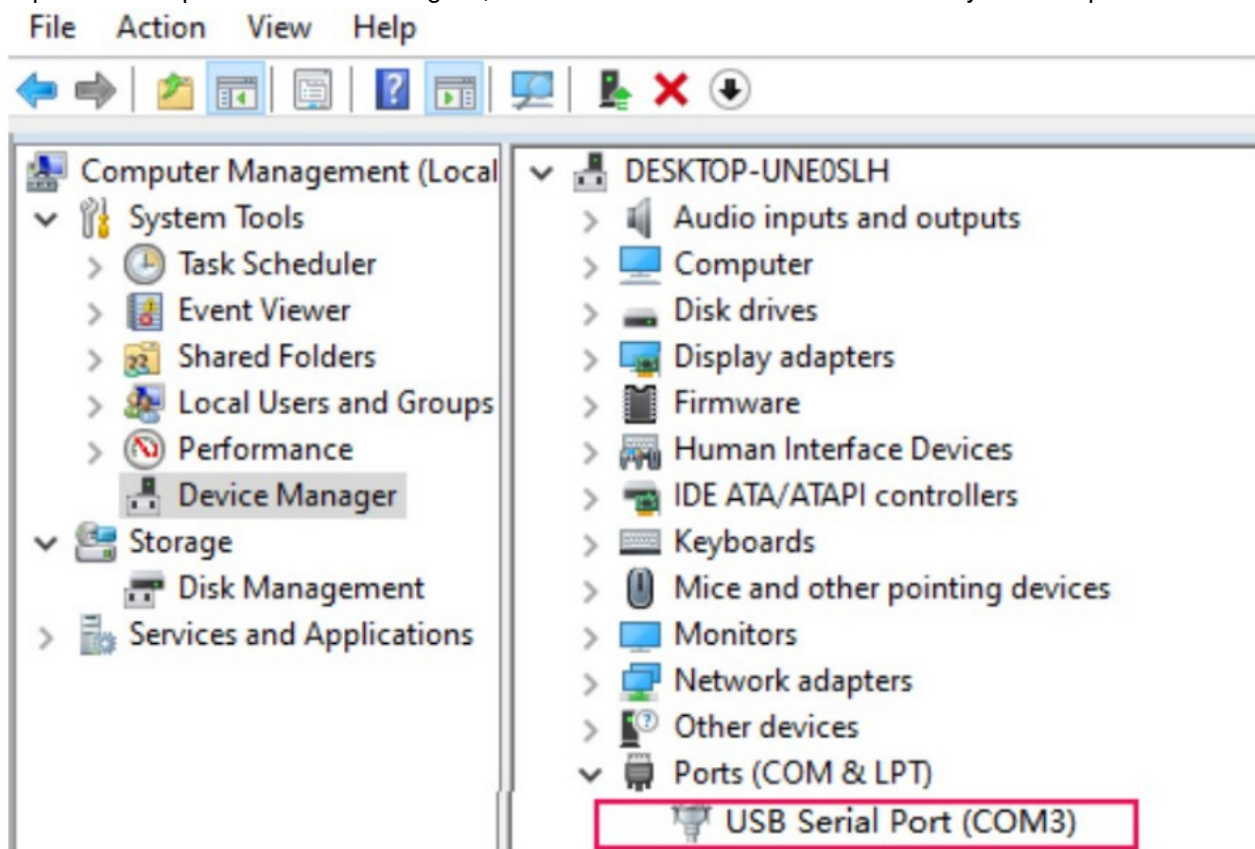 File Action View Help
Computer Management (Local
System Tools
Task Scheduler
Event Viewer
Shared Folders
Local Users and Groups
Performance
Device Manager
Storage
Disk Management
Services and Applications
DESKTOP-UNE0SLH
Audio inputs and outputs
Computer
Disk drives
Display adapters
Firmware
Human Interface Devices
IDE ATA/ATAPI controllers
Keyboards
Mice and other pointing devices
Monitors
Network adapters
Other devices
Ports (COM & LPT)
USB Serial Port (COM3)